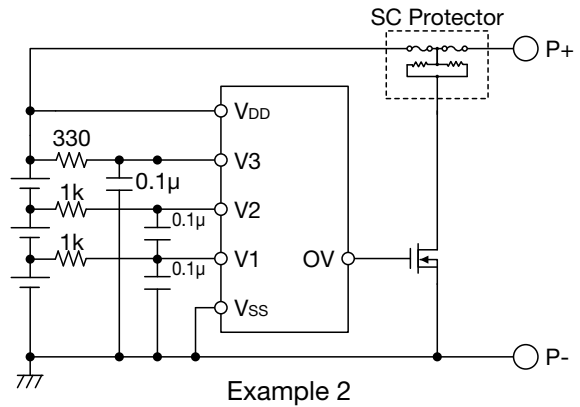 SC Protector
P+
VDD
330
V3
0.1μ
1k
V2
0.1μ
1k
V1
0.1μ
OV
VSS
P-
Example 2